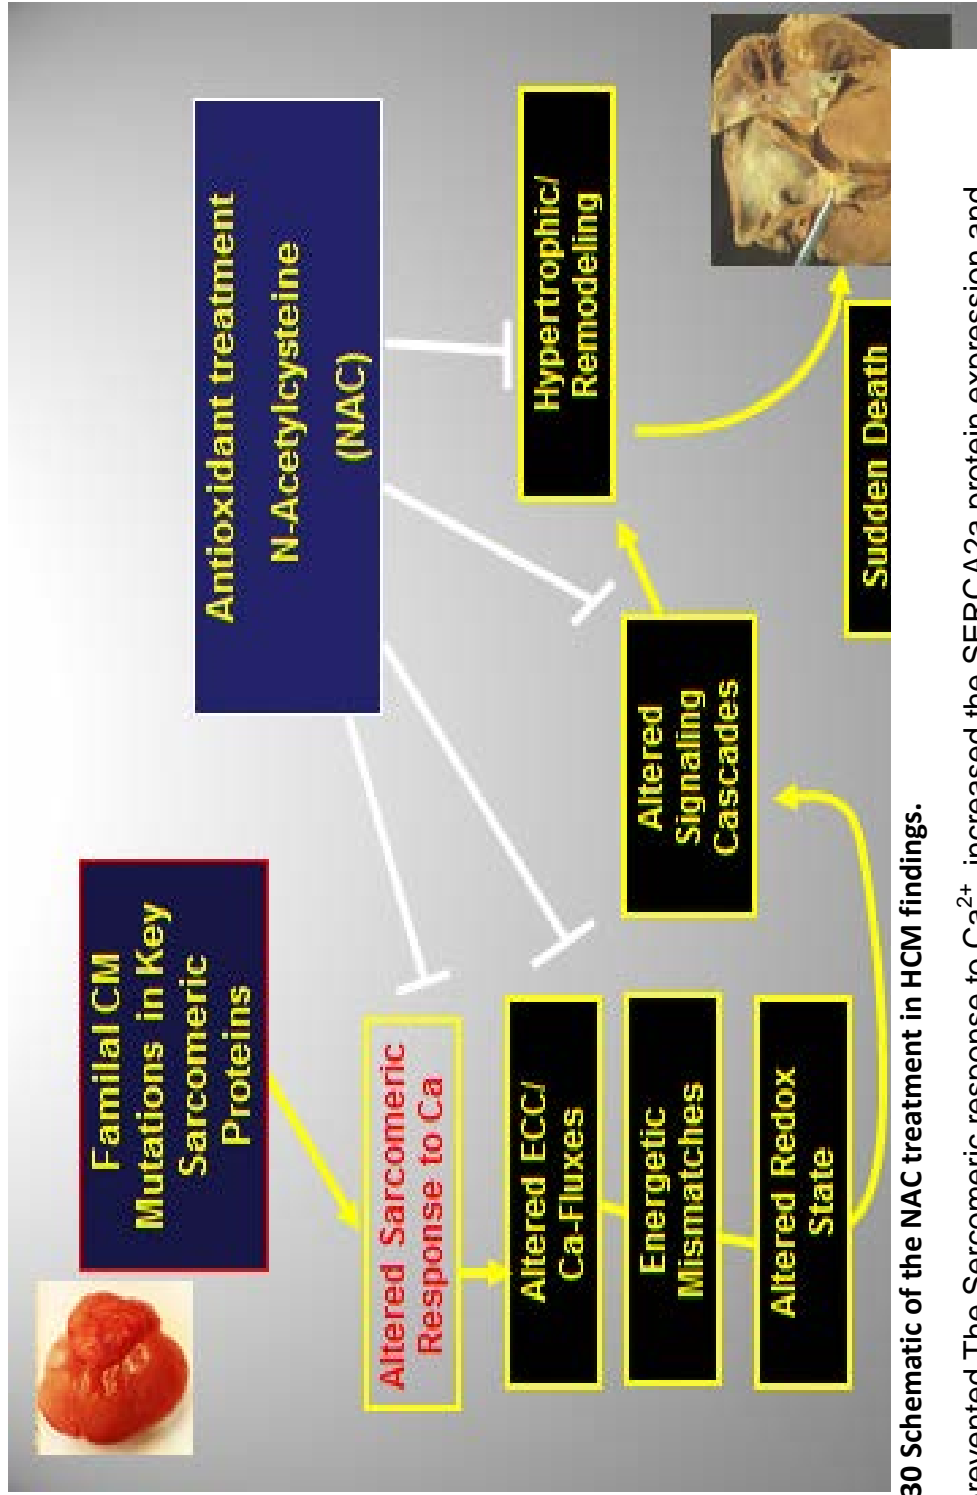 Familal CM
Mutations in Key
Sarcomeric
Proteins
Antioxidant treatment
N-Acetylcysteine
(NAC)
Altered Sarcomeric
Response to Ca
Altered ECC/
Ca-Fluxes
Energetic
Mismatches
Altered Redox
State
Altered
Signaling
Cascades
Hypertrophic/
Remodeling
Sudden Death
30 Schematic of the NAC treatment in HCM findings.
revented The Sercomeric response to Ca²⁺, increased the SERCA2a protein expression and